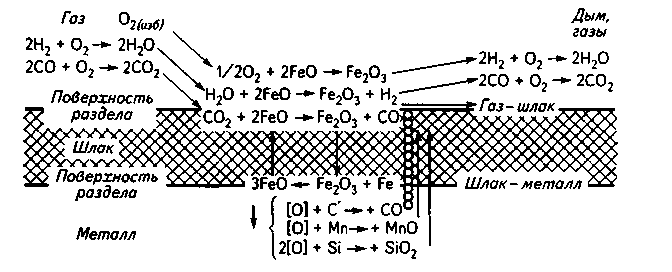 Газ O₂(изб)
2H₂ + O₂ → 2H₂O
2CO + O₂ → 2CO₂
1/2O₂ + 2FeO → Fe₂O₃
H₂O + 2FeO → Fe₂O₃ + H₂
CO₂ + 2FeO → Fe₂O₃ + CO
Дым,
газы
2H₂ + O₂ → 2H₂O
2CO + O₂ → 2CO₂
Поверхность
раздела
Газ-шлак
Шлак
Поверхность
раздела
3FeO ← Fe₂O₃ + Fe
Шлак-металл
Металл
[O] + C → + CO
[O] + Mn → + MnO
2[O] + Si → + SiO₂